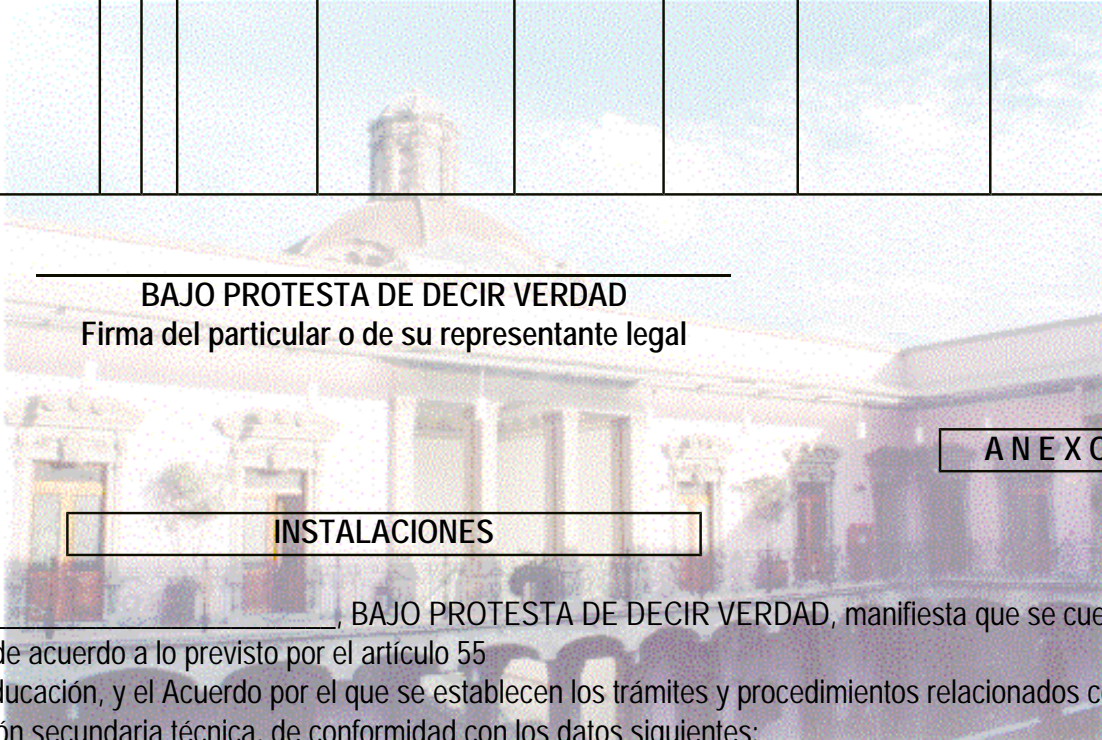 BAJO PROTESTA DE DECIR VERDAD
Firma del particular o de su representante legal
A N E X O
INSTALACIONES
, BAJO PROTESTA DE DECIR VERDAD, manifiesta que se cue
de acuerdo a lo previsto por el artículo 55
ducación, y el Acuerdo por el que se establecen los trámites y procedimientos relacionados c
ón secundaria técnica, de conformidad con los datos siguientes: